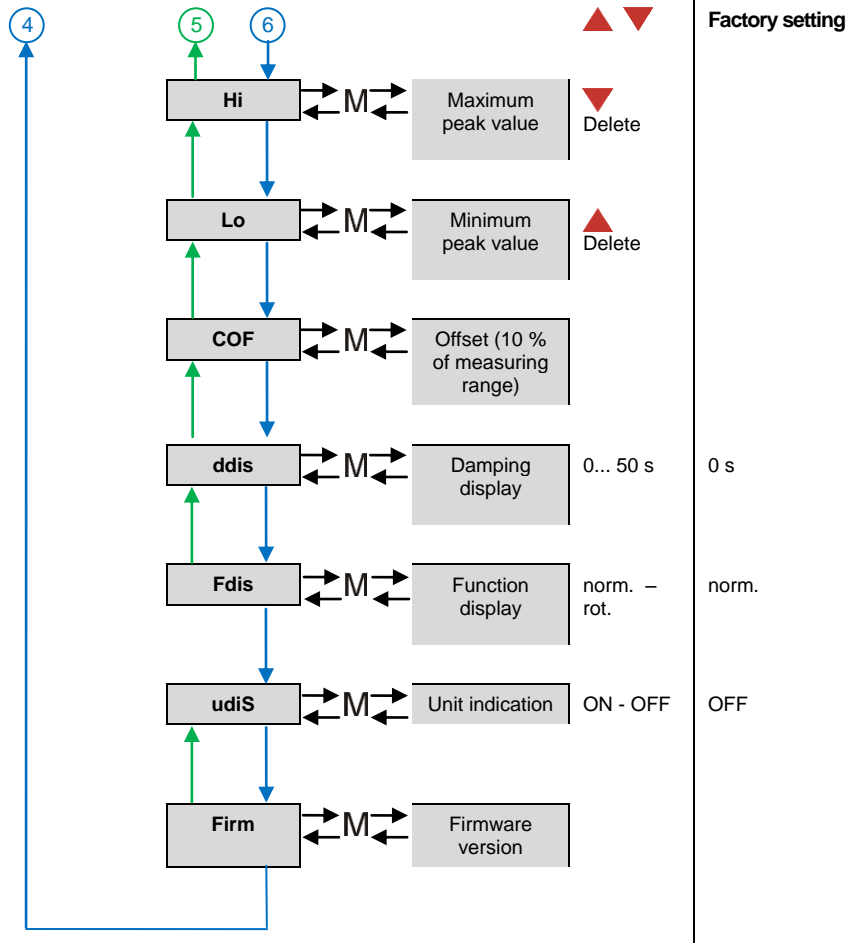 4
5
6
Factory setting
Hi
M
Maximum
peak value
Delete
Lo
M
Minimum
peak value
Delete
COF
M
Offset (10 %
of measuring
range)
ddis
M
Damping
display
0... 50 s
0 s
Fdis
M
Function
display
norm. –
rot.
norm.
udiS
M
Unit indication
ON - OFF
OFF
Firm
M
Firmware
version